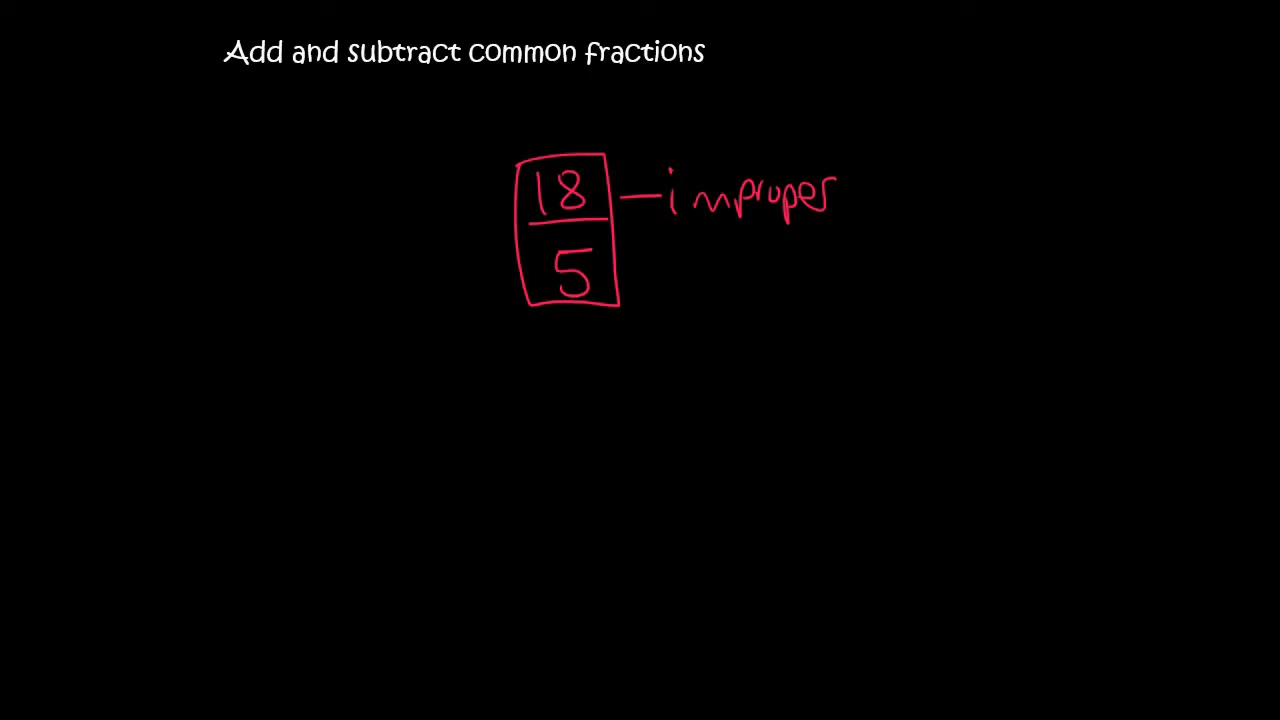 Add and subtract common fractions
18 — improper
5